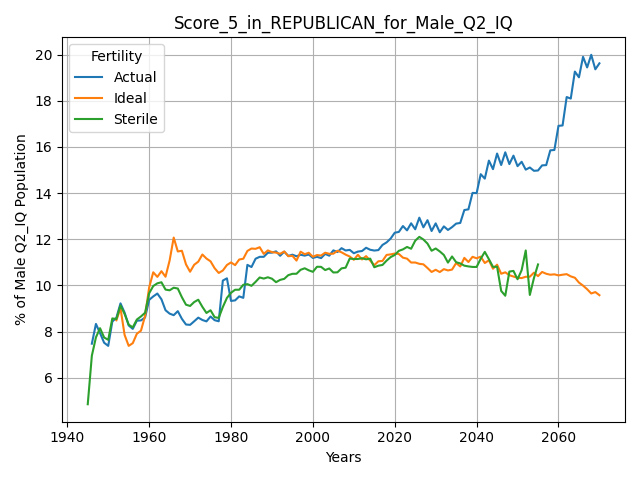 Score_5_in_REPUBLICAN_for_Male_Q2_IQ
% of Male Q2_IQ Population
20
18
16
14
12
10
8
6
Fertility
Actual
Ideal
Sterile
1940 1960 1980 2000 2020 2040 2060
Years